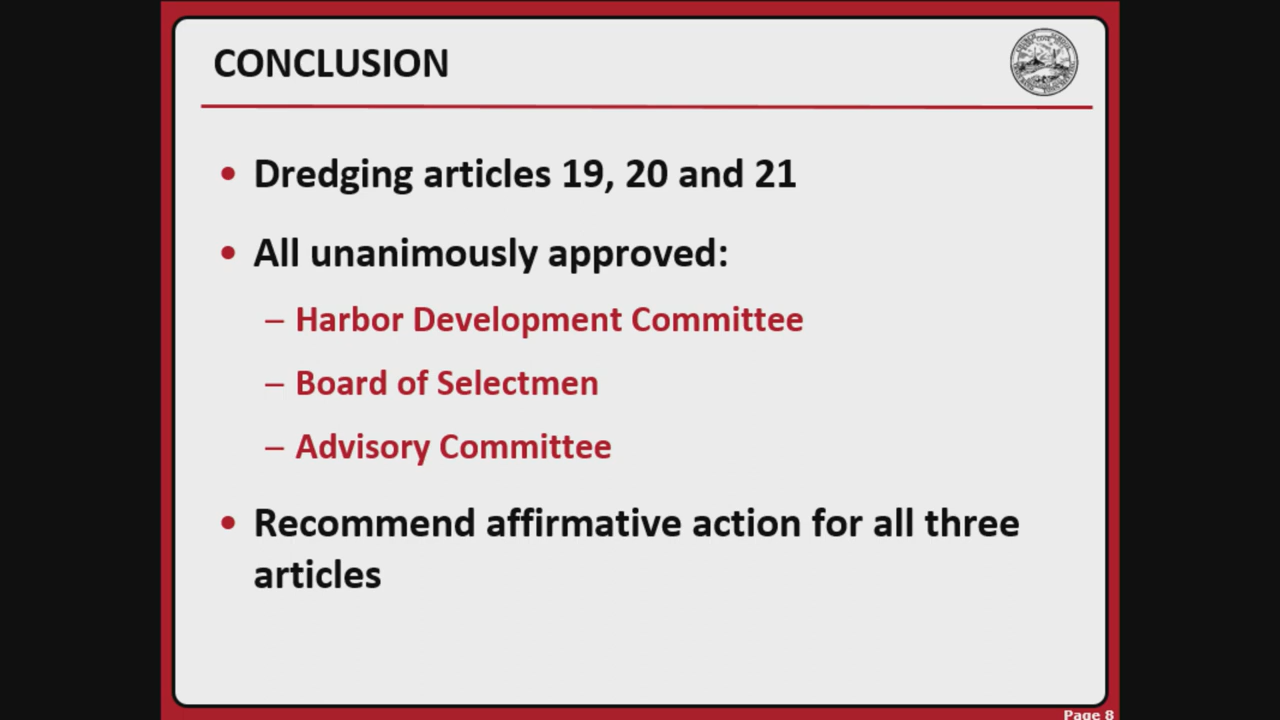 CONCLUSION
• Dredging articles 19, 20 and 21
• All unanimously approved:
– Harbor Development Committee
– Board of Selectmen
– Advisory Committee
• Recommend affirmative action for all three
articles
Page 8